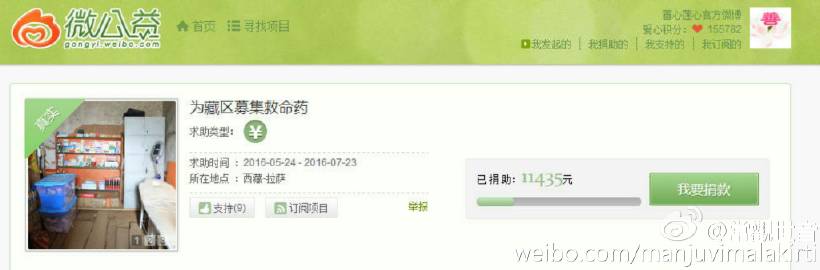 微公益
gongyi.weibo.com
首页
寻找项目
善心莲心官方微博
爱心积分: 155782
我发起的 | 我捐助的 | 我支持的 | 我订阅的
善
真实
为藏区募集救命药
求助类型: ¥
求助时间 : 2016-05-24 - 2016-07-23
所在地点 : 西藏-拉萨
支持(9)
订阅项目
举报
已捐助: 11435元
我要捐款
weibo.com/manjuvimalakirti